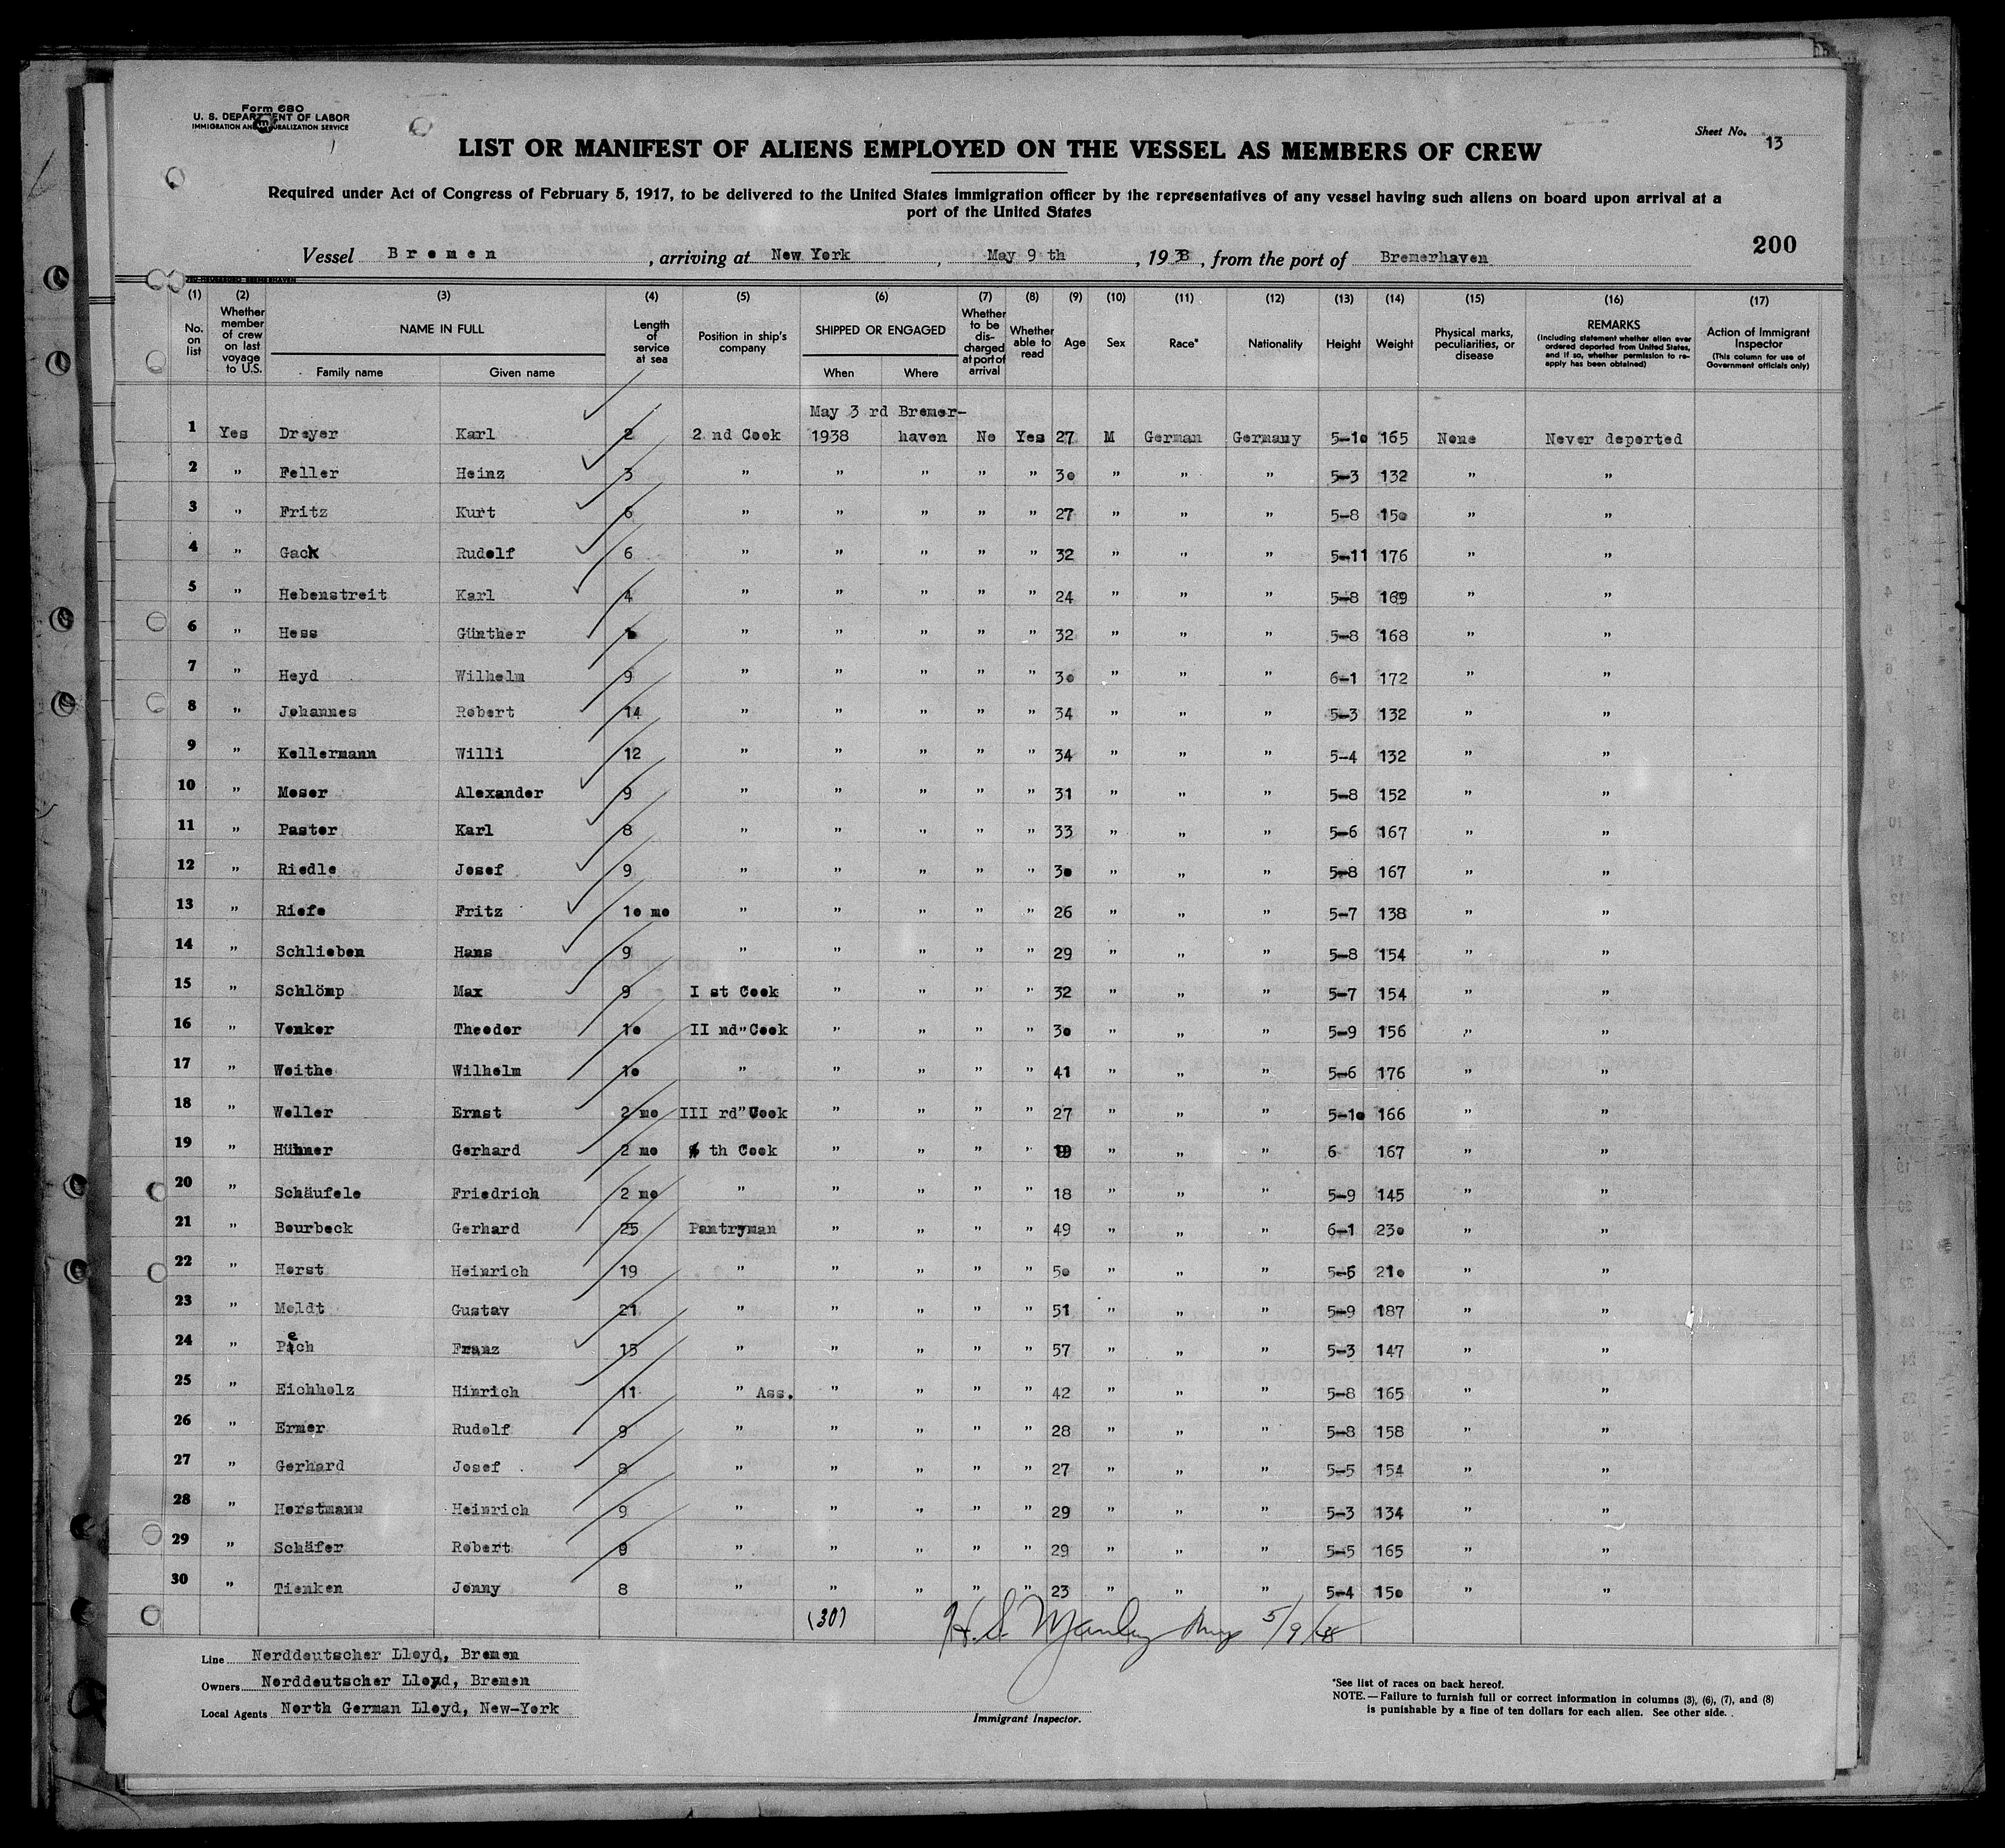 Form 680
U. S. DEPARTMENT OF LABOR
IMMIGRATION AND NATURALIZATION SERVICE
Sheet No. 13
LIST OR MANIFEST OF ALIENS EMPLOYED ON THE VESSEL AS MEMBERS OF CREW
Required under Act of Congress of February 5, 1917, to be delivered to the United States immigration officer by the representatives of any vessel having such aliens on board upon arrival at a
port of the United States
200
Vessel Bremen, arriving at New York, May 9 th, 1938, from the port of Bremerhaven
(1) (2) (3) (4) (5) (6) (7) (8) (9) (10) (11) (12) (13) (14) (15) (16) (17)
No. on list
Whether member of crew on last voyage to U.S.
NAME IN FULL
Family name Given name
Length of service at sea
Position in ship's company
SHIPPED OR ENGAGED
When Where
Whether to be discharged at port of arrival
Whether able to read
Age
Sex
Race*
Nationality
Height
Weight
Physical marks, peculiarities, or disease
REMARKS
(Including statement whether alien ever ordered deported from United States, and if so, whether permission to re-apply has been obtained)
Action of Immigrant Inspector
(This column for use of Government officials only)
May 3 rd Bremer-
1 Yes Dreyer Karl 2 2 nd Cook 1938 haven No Yes 27 M German Germany 5-10 165 None Never deported
2 " Feller Heinz 3 " " " " " 30 " " " 5-3 132 " "
3 " Fritz Kurt 6 " " " " " 27 " " " 5-8 150 " "
4 " Gack Rudolf 6 " " " " " 32 " " " 5-11 176 " "
5 " Hebenstreit Karl 4 " " " " " 24 " " " 5-8 169 " "
6 " Hess Günther " " " " " 32 " " " 5-8 168 " "
7 " Heyd Wilhelm 9 " " " " " 30 " " " 6-1 172 " "
8 " Johannes Robert 14 " " " " " 34 " " " 5-3 132 " "
9 " Kellermann Willi 12 " " " " " 34 " " " 5-4 132 " "
10 " Moser Alexander 9 " " " " " 31 " " " 5-8 152 " "
11 " Pastor Karl 8 " " " " " 33 " " " 5-6 167 " "
12 " Riedle Josef 9 " " " " " 30 " " " 5-8 167 " "
13 " Riefe Fritz 10 mo " " " " " 26 " " " 5-7 138 " "
14 " Schlieben Hans 9 " " " " " 29 " " " 5-8 154 " "
15 " Schlömp Max 9 I st Cook " " " " 32 " " " 5-7 154 " "
16 " Venker Theodor 10 II nd" Cook " " " " 30 " " " 5-9 156 " "
17 " Weithe Wilhelm 10 " " " " " 41 " " " 5-6 176 " "
18 " Weller Ernst 2 mo III rd" Cook " " " " 27 " " " 5-10 166 " "
19 " Hübner Gerhard 2 mo th Cook " " " " 19 " " " 6 167 " "
20 " Schäufele Friedrich 2 mo " " " " " 18 " " " 5-9 145 " "
21 " Bourbeck Gerhard 25 Pantryman " " " " 49 " " " 6-1 230 " "
22 " Horst Heinrich 19 " " " " " 50 " " " 5-6 210 " "
23 " Moldt Gustav 21 " " " " " 51 " " " 5-9 187 " "
24 " Pech Franz 15 " " " " " 57 " " " 5-3 147 " "
25 " Eichholz Hinrich 11 " Ass. " " " " 42 " " " 5-8 165 " "
26 " Ermer Rudolf 9 " " " " " 28 " " " 5-8 158 " "
27 " Gerhard Josef 8 " " " " " 27 " " " 5-5 154 " "
28 " Horstmann Heinrich 9 " " " " " 29 " " " 5-3 134 " "
29 " Schäfer Robert 9 " " " " " 29 " " " 5-5 165 " "
30 " Tienken Jonny 8 " " " " " 23 " " " 5-4 150 " "
(30) H. S. Manley 5/9/38
Line Norddeutscher Lloyd, Bremen
Owners Norddeutscher Lloyd, Bremen
Local Agents North German Lloyd, New-York
Immigrant Inspector.
*See list of races on back hereof.
NOTE.—Failure to furnish full or correct information in columns (3), (6), (7), and (8)
is punishable by a fine of ten dollars for each alien. See other side.